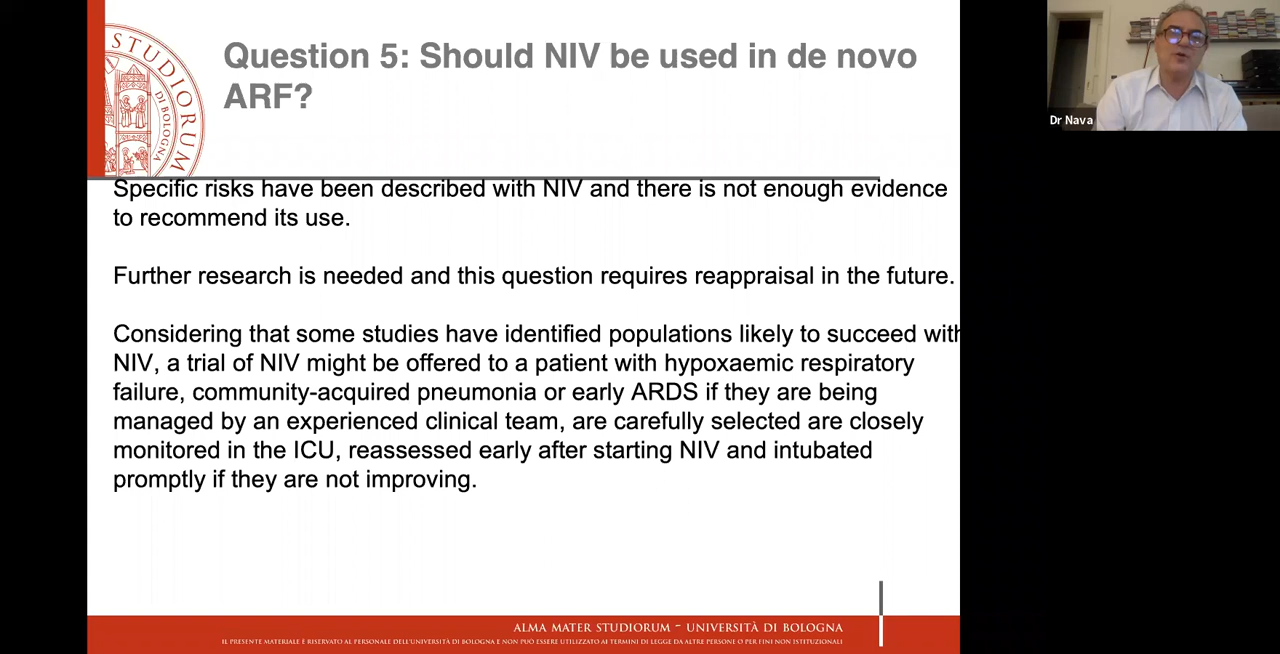 STUDIORUM
DI BOLOGNA
Question 5: Should NIV be used in de novo
ARF?
Dr Nava
Specific risks have been described with NIV and there is not enough evidence
to recommend its use.
Further research is needed and this question requires reappraisal in the future.
Considering that some studies have identified populations likely to succeed with
NIV, a trial of NIV might be offered to a patient with hypoxaemic respiratory
failure, community-acquired pneumonia or early ARDS if they are being
managed by an experienced clinical team, are carefully selected are closely
monitored in the ICU, reassessed early after starting NIV and intubated
promptly if they are not improving.
ALMA MATER STUDIORUM ~ UNIVERSITÀ DI BOLOGNA
IL PRESENTE MATERIALE È RISERVATO AL PERSONALE DELL'UNIVERSITÀ DI BOLOGNA E NON PUÒ ESSERE UTILIZZATO AI TERMINI DI LEGGE DA ALTRE PERSONE O PER FINI NON ISTITUZIONALI